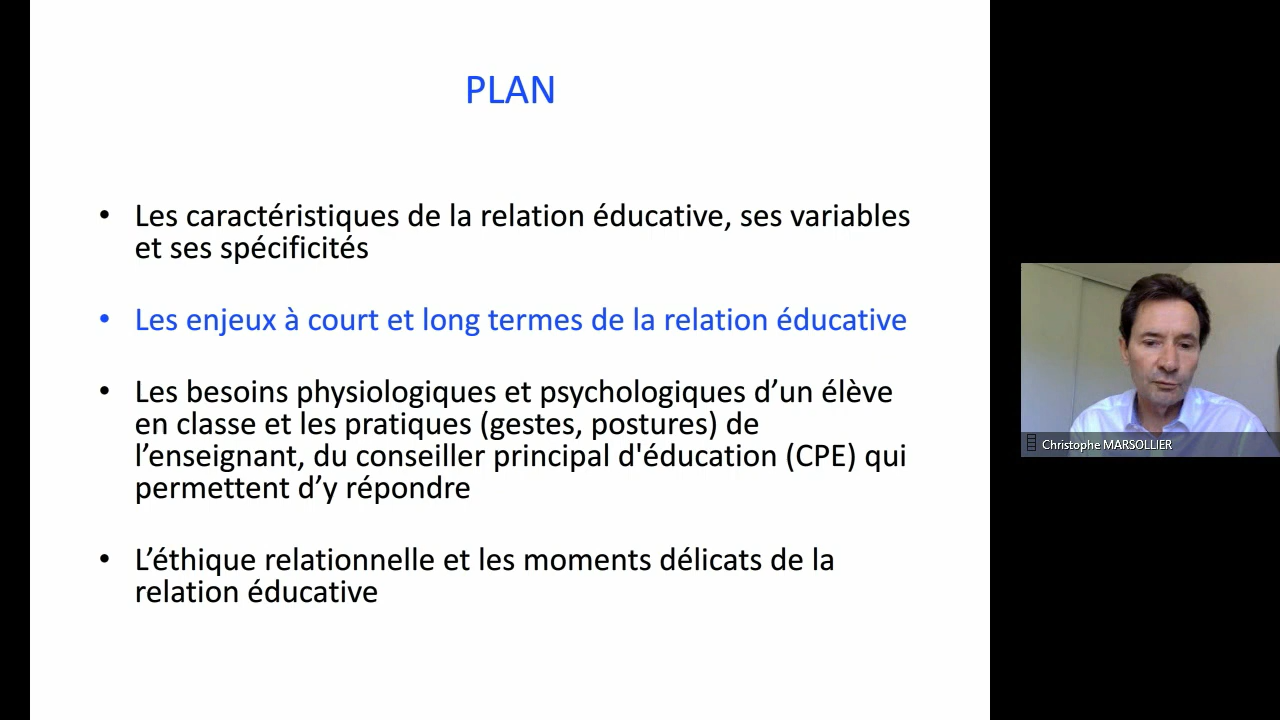 PLAN
• Les caractéristiques de la relation éducative, ses variables
et ses spécificités
• Les enjeux à court et long termes de la relation éducative
• Les besoins physiologiques et psychologiques d’un élève
en classe et les pratiques (gestes, postures) de
l’enseignant, du conseiller principal d'éducation (CPE) qui
permettent d’y répondre
• L’éthique relationnelle et les moments délicats de la
relation éducative
Christophe MARSOLLIER